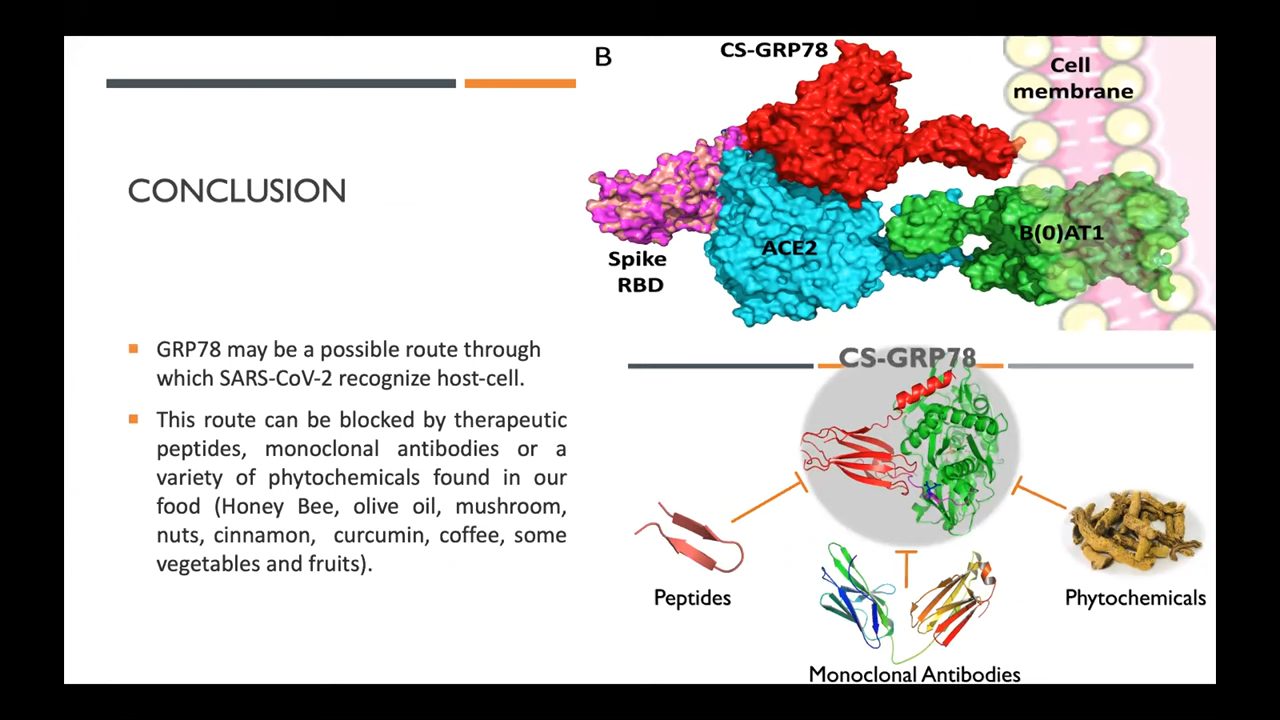 CONCLUSION
GRP78 may be a possible route through
which SARS-CoV-2 recognize host-cell.
This route can be blocked by therapeutic
peptides, monoclonal antibodies or a
variety of phytochemicals found in our
food (Honey Bee, olive oil, mushroom,
nuts, cinnamon, curcumin, coffee, some
vegetables and fruits).
B
CS-GRP78
Cell
membrane
Spike
RBD
ACE2
B(0)AT1
CS-GRP78
Peptides
Monoclonal Antibodies
Phytochemicals